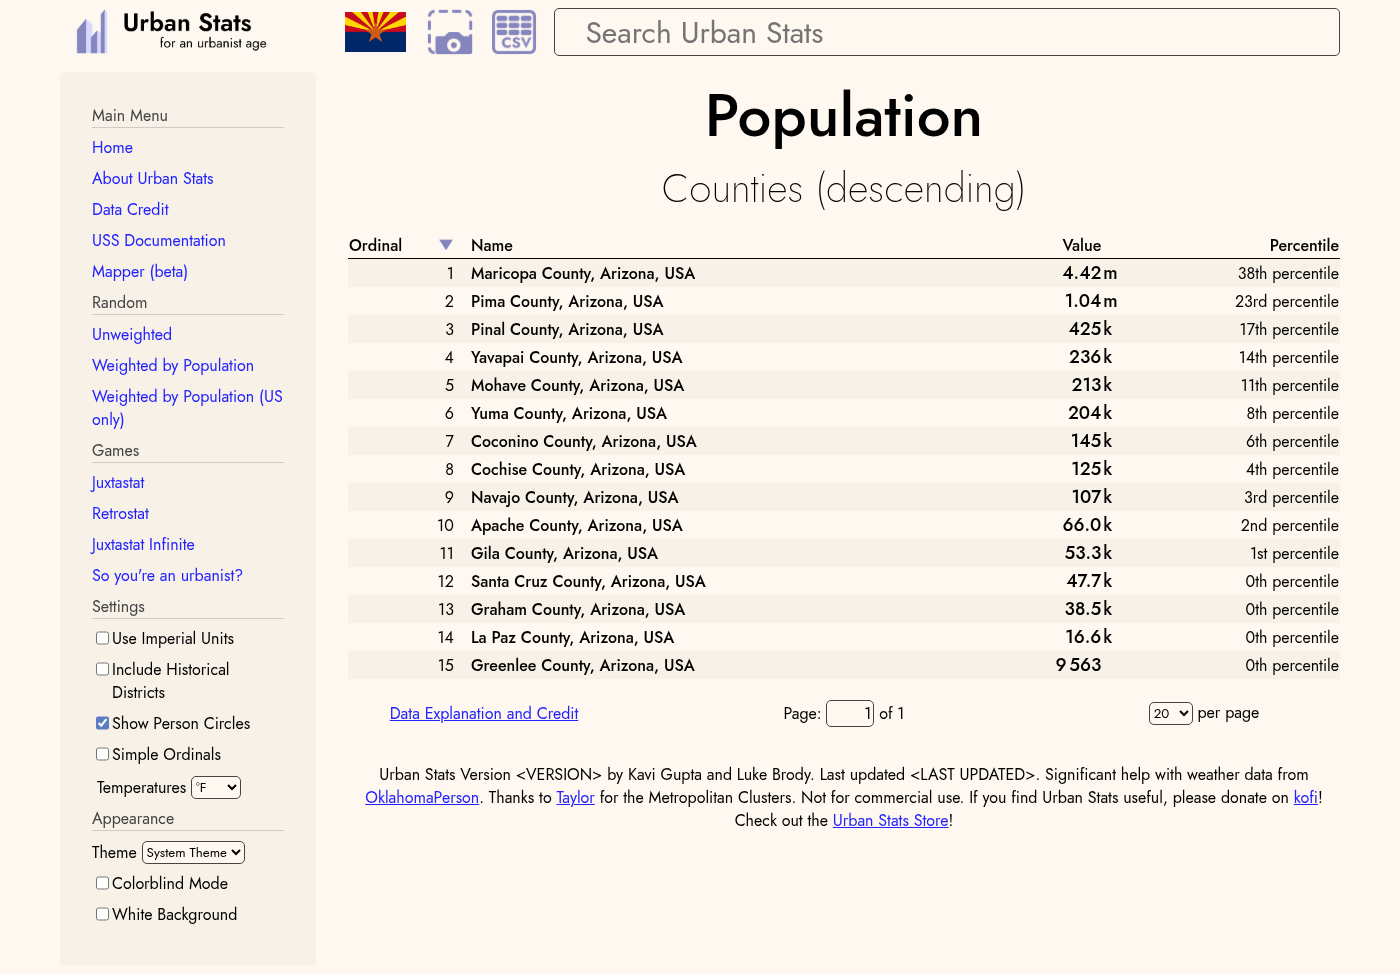 Urban Stats
for an urbanist age
CSV
Search Urban Stats
Main Menu
Home
About Urban Stats
Data Credit
USS Documentation
Mapper (beta)
Random
Unweighted
Weighted by Population
Weighted by Population (US
only)
Games
Juxtastat
Retrostat
Juxtastat Infinite
So you're an urbanist?
Settings
Use Imperial Units
Include Historical
Districts
Show Person Circles
Simple Ordinals
Temperatures °F
Appearance
Theme System Theme
Colorblind Mode
White Background
Population
Counties (descending)
Ordinal Name Value Percentile
1 Maricopa County, Arizona, USA 4.42m 38th percentile
2 Pima County, Arizona, USA 1.04m 23rd percentile
3 Pinal County, Arizona, USA 425k 17th percentile
4 Yavapai County, Arizona, USA 236k 14th percentile
5 Mohave County, Arizona, USA 213k 11th percentile
6 Yuma County, Arizona, USA 204k 8th percentile
7 Coconino County, Arizona, USA 145k 6th percentile
8 Cochise County, Arizona, USA 125k 4th percentile
9 Navajo County, Arizona, USA 107k 3rd percentile
10 Apache County, Arizona, USA 66.0k 2nd percentile
11 Gila County, Arizona, USA 53.3k 1st percentile
12 Santa Cruz County, Arizona, USA 47.7k 0th percentile
13 Graham County, Arizona, USA 38.5k 0th percentile
14 La Paz County, Arizona, USA 16.6k 0th percentile
15 Greenlee County, Arizona, USA 9 563 0th percentile
Data Explanation and Credit Page: 1 of 1 20 per page
Urban Stats Version <VERSION> by Kavi Gupta and Luke Brody. Last updated <LAST UPDATED>. Significant help with weather data from
OklahomaPerson. Thanks to Taylor for the Metropolitan Clusters. Not for commercial use. If you find Urban Stats useful, please donate on kofi!
Check out the Urban Stats Store!